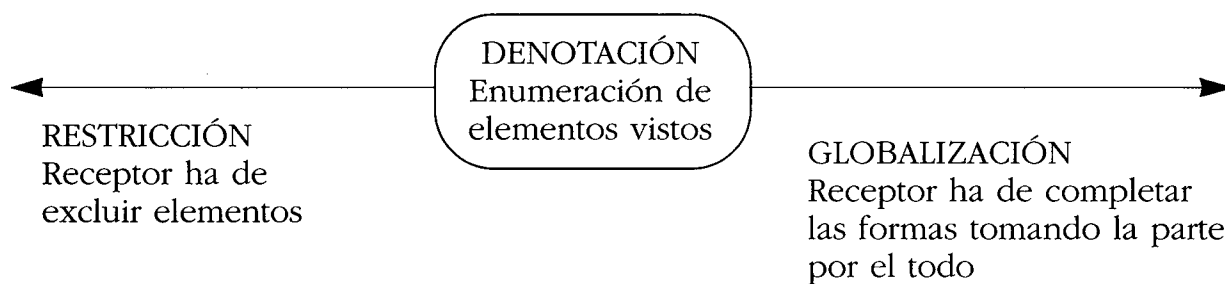 DENOTACIÓN
Enumeración de
elementos vistos
RESTRICCIÓN
Receptor ha de
excluir elementos
GLOBALIZACIÓN
Receptor ha de completar
las formas tomando la parte
por el todo